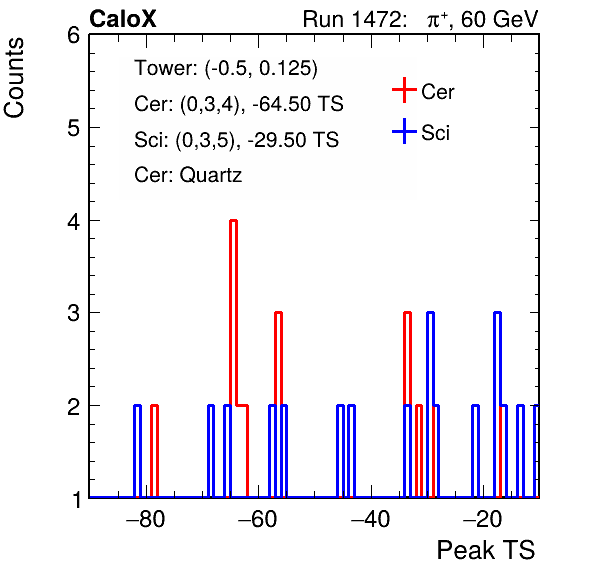 CaloX Run 1472: π⁺, 60 GeV
Counts
6
5
4
3
2
1
Tower: (-0.5, 0.125)
Cer: (0,3,4), -64.50 TS
Sci: (0,3,5), -29.50 TS
Cer: Quartz
Cer
Sci
−80 −60 −40 −20
Peak TS